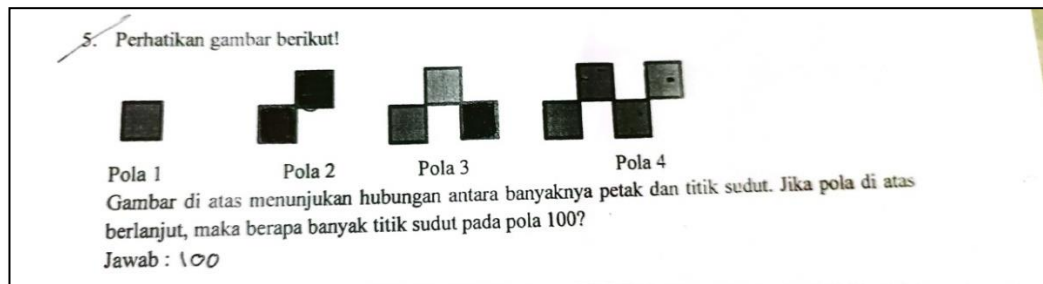 5. Perhatikan gambar berikut!
Pola 1 Pola 2 Pola 3 Pola 4
Gambar di atas menunjukan hubungan antara banyaknya petak dan titik sudut. Jika pola di atas
berlanjut, maka berapa banyak titik sudut pada pola 100?
Jawab : 100